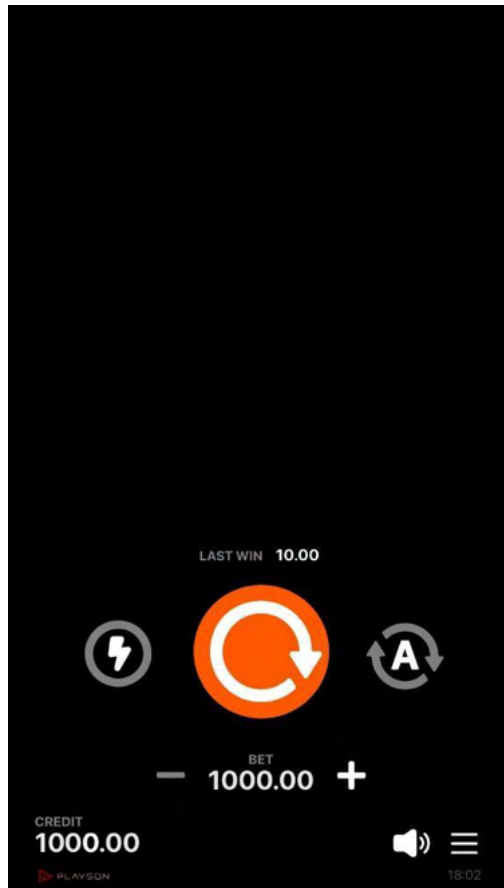 LAST WIN 10.00
A
BET
1000.00
CREDIT
1000.00
PLAYSON
18:02